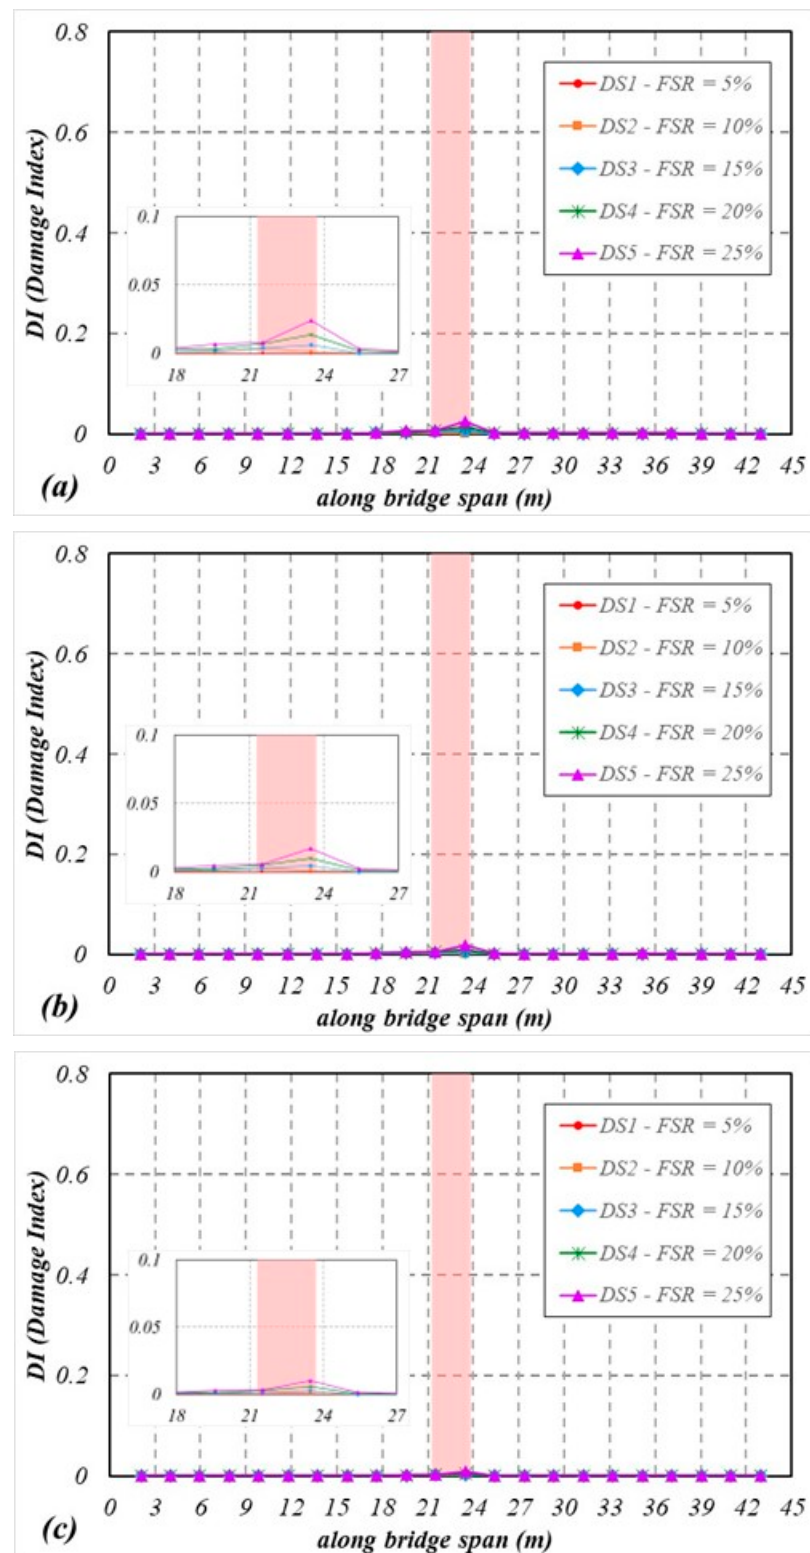 0.8
0.6
0.4
0.2
0
DI (Damage Index)
DS1 - FSR = 5%
DS2 - FSR = 10%
DS3 - FSR = 15%
DS4 - FSR = 20%
DS5 - FSR = 25%
0.1
0.05
0
18 21 24 27
0 3 6 9 12 15 18 21 24 27 30 33 36 39 42 45
(a)
along bridge span (m)
0.8
0.6
0.4
0.2
0
DI (Damage Index)
DS1 - FSR = 5%
DS2 - FSR = 10%
DS3 - FSR = 15%
DS4 - FSR = 20%
DS5 - FSR = 25%
0.1
0.05
0
18 21 24 27
0 3 6 9 12 15 18 21 24 27 30 33 36 39 42 45
(b)
along bridge span (m)
0.8
0.6
0.4
0.2
0
DI (Damage Index)
DS1 - FSR = 5%
DS2 - FSR = 10%
DS3 - FSR = 15%
DS4 - FSR = 20%
DS5 - FSR = 25%
0.1
0.05
0
18 21 24 27
0 3 6 9 12 15 18 21 24 27 30 33 36 39 42 45
(c)
along bridge span (m)